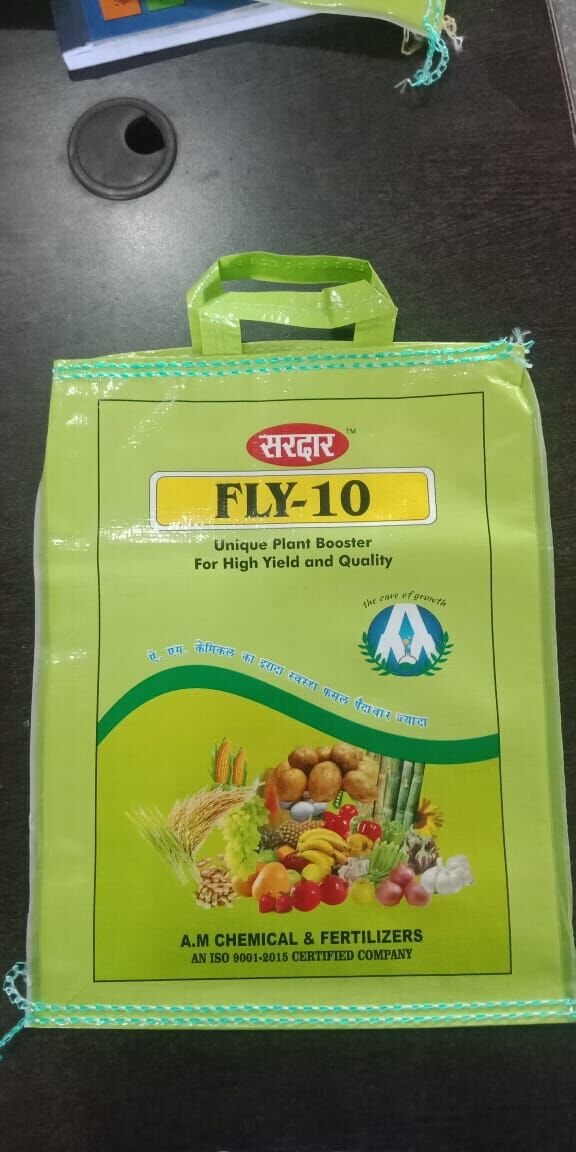 सरदार™
FLY-10
Unique Plant Booster
For High Yield and Quality
the care of growth
ऐ. एम. केमिकल का इरादा स्वस्थ फसल पैदावार ज्यादा
A.M CHEMICAL & FERTILIZERS
AN ISO 9001-2015 CERTIFIED COMPANY